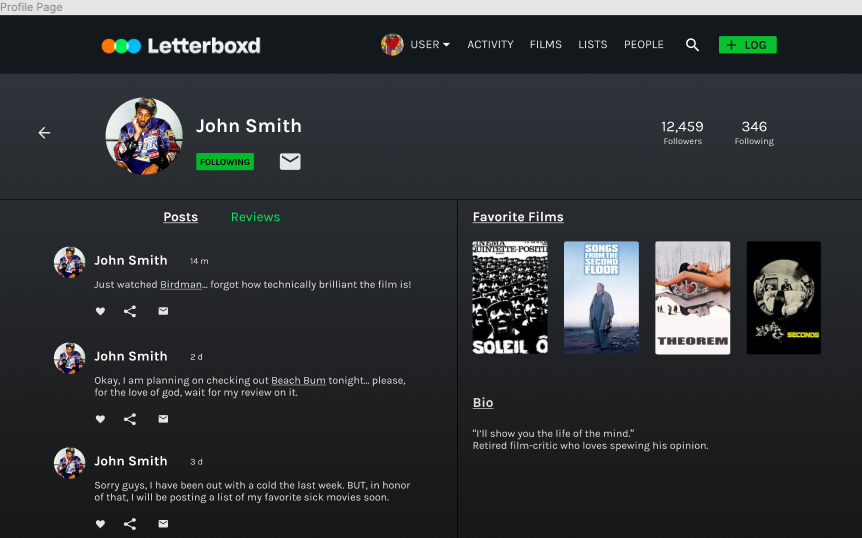 Profile Page
Letterboxd
USER
ACTIVITY
FILMS
LISTS
PEOPLE
+ LOG
John Smith
FOLLOWING
12,459
Followers
346
Following
Posts
Reviews
John Smith 14 m
Just watched Birdman... forgot how technically brilliant the film is!
John Smith 2 d
Okay, I am planning on checking out Beach Bum tonight... please,
for the love of god, wait for my review on it.
John Smith 3 d
Sorry guys, I have been out with a cold the last week. BUT, in honor
of that, I will be posting a list of my favorite sick movies soon.
Favorite Films
SOLEIL Ô
SONGS
FROM THE
SECOND
FLOOR
THEOREM
SECONDS
Bio
"I'll show you the life of the mind."
Retired film-critic who loves spewing his opinion.